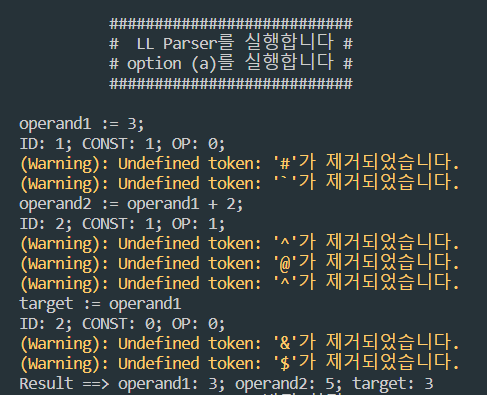 ###########################
#  LL Parser를 실행합니다 #
# option (a)를 실행합니다 #
###########################
operand1 := 3;
ID: 1; CONST: 1; OP: 0;
(Warning): Undefined token: '#'가 제거되었습니다.
(Warning): Undefined token: '`'가 제거되었습니다.
operand2 := operand1 + 2;
ID: 2; CONST: 1; OP: 1;
(Warning): Undefined token: '^'가 제거되었습니다.
(Warning): Undefined token: '@'가 제거되었습니다.
(Warning): Undefined token: '^'가 제거되었습니다.
target := operand1
ID: 2; CONST: 0; OP: 0;
(Warning): Undefined token: '&'가 제거되었습니다.
(Warning): Undefined token: '$'가 제거되었습니다.
Result ==> operand1: 3; operand2: 5; target: 3